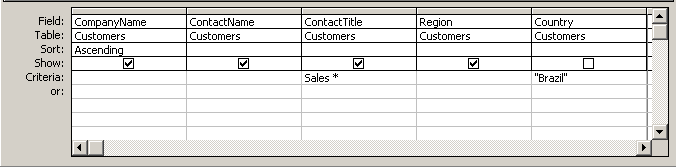 Field: CompanyName ContactName ContactTitle Region Country
Table: Customers Customers Customers Customers Customers
Sort: Ascending
Show:
Criteria: Sales * "Brazil"
or: